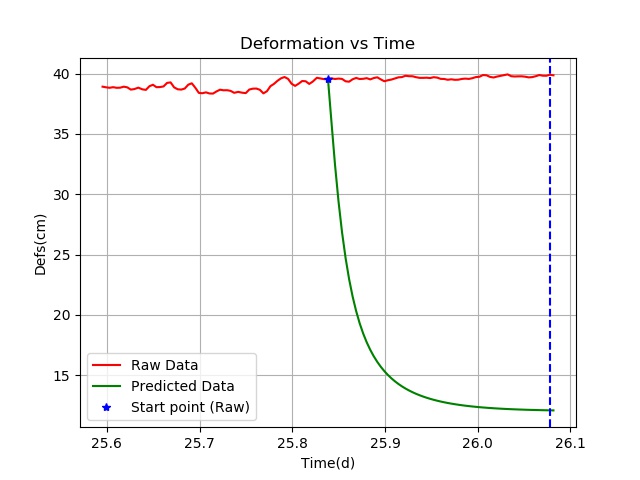 Deformation vs Time
Defs(cm)
40
35
30
25
20
15
Raw Data
Predicted Data
Start point (Raw)
25.6 25.7 25.8 25.9 26.0 26.1
Time(d)